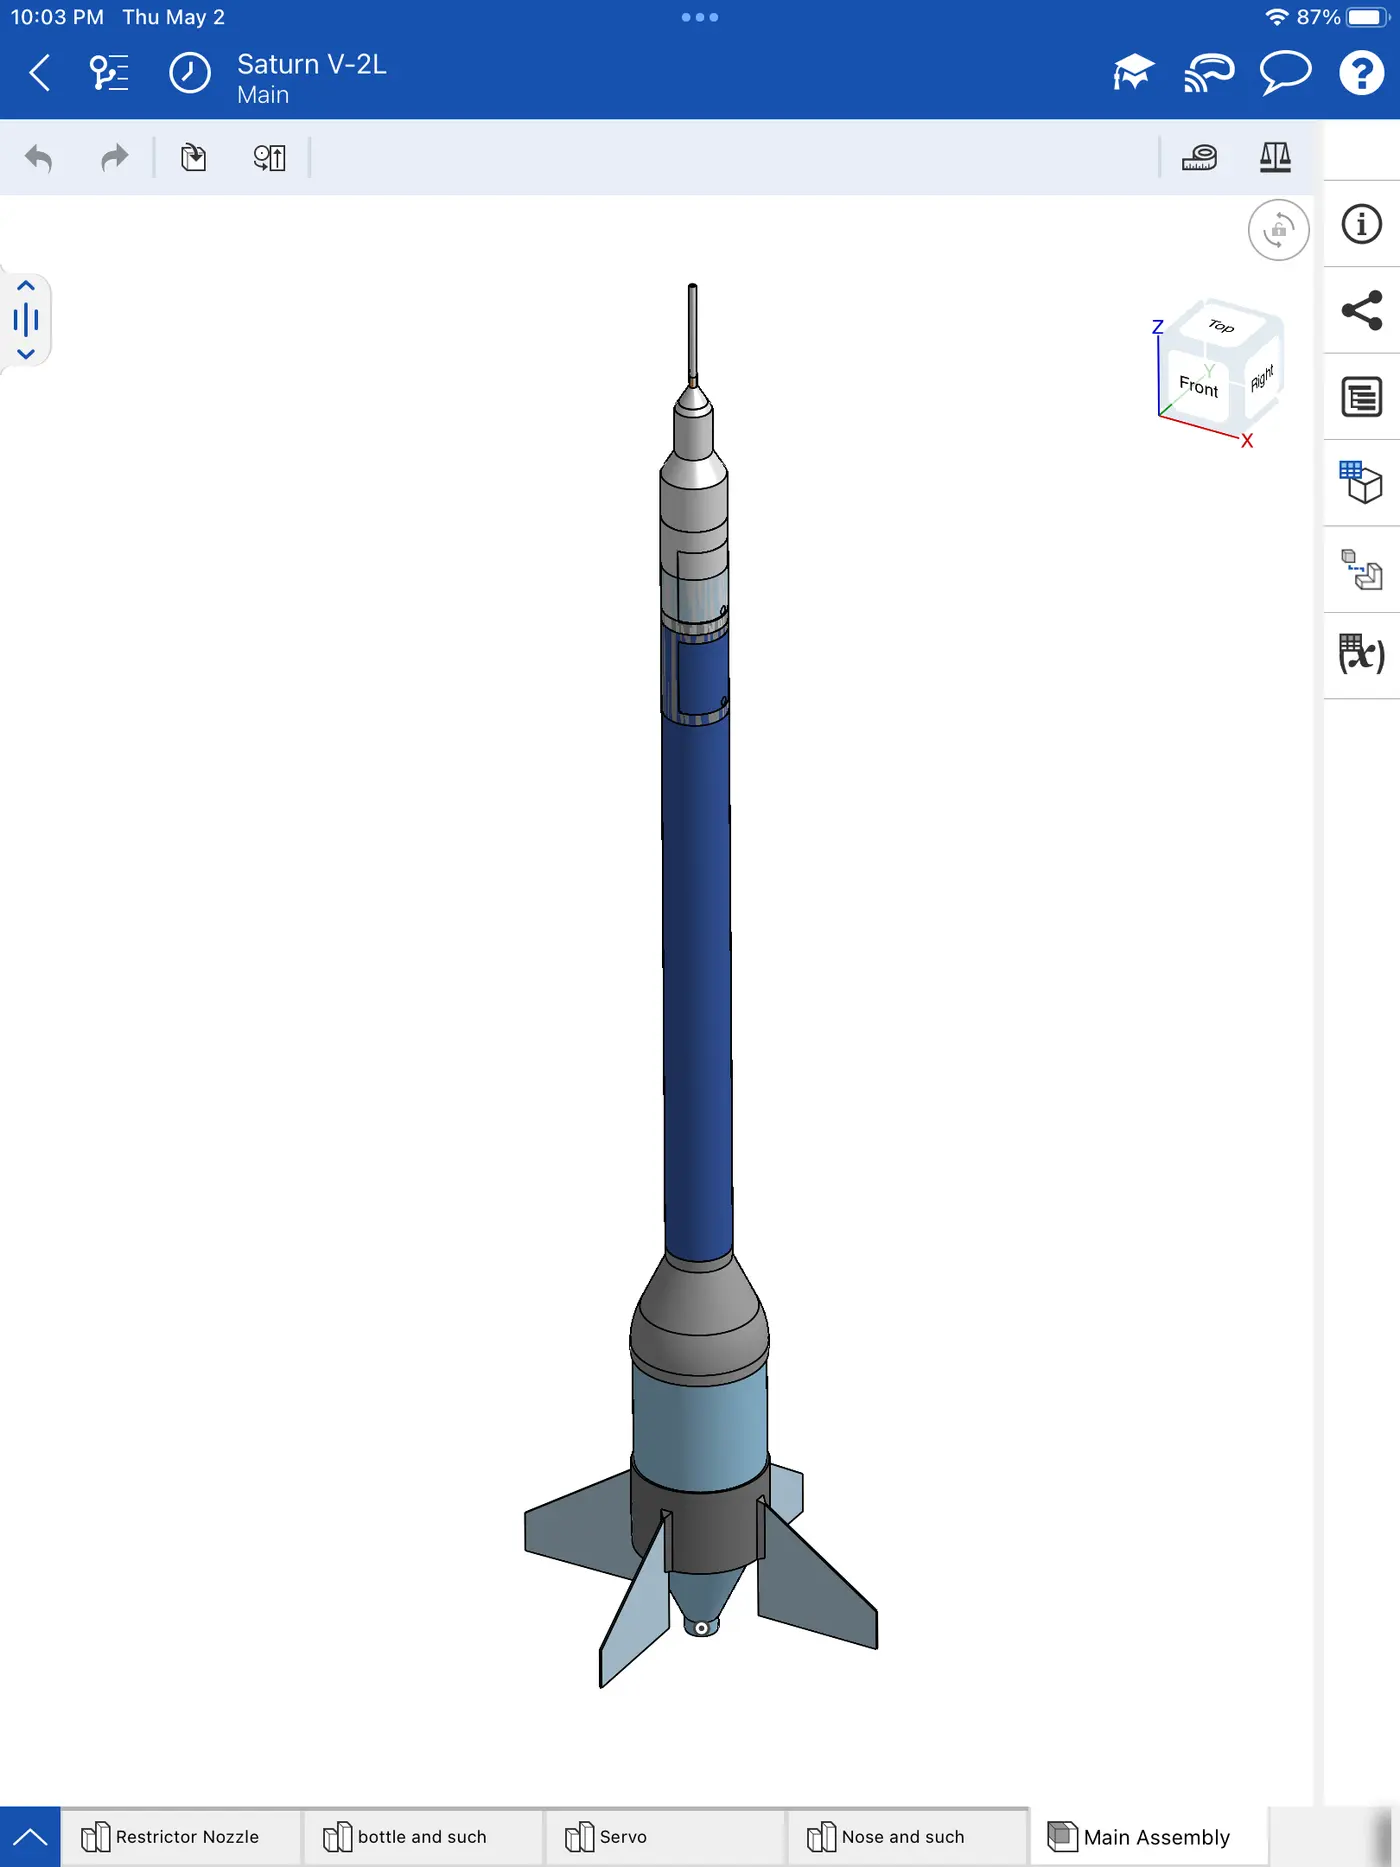 10:03 PM Thu May 2
87%
Saturn V-2L
Main
Top
Z
Y
Front
Right
X
(x)
Restrictor Nozzle
bottle and such
Servo
Nose and such
Main Assembly